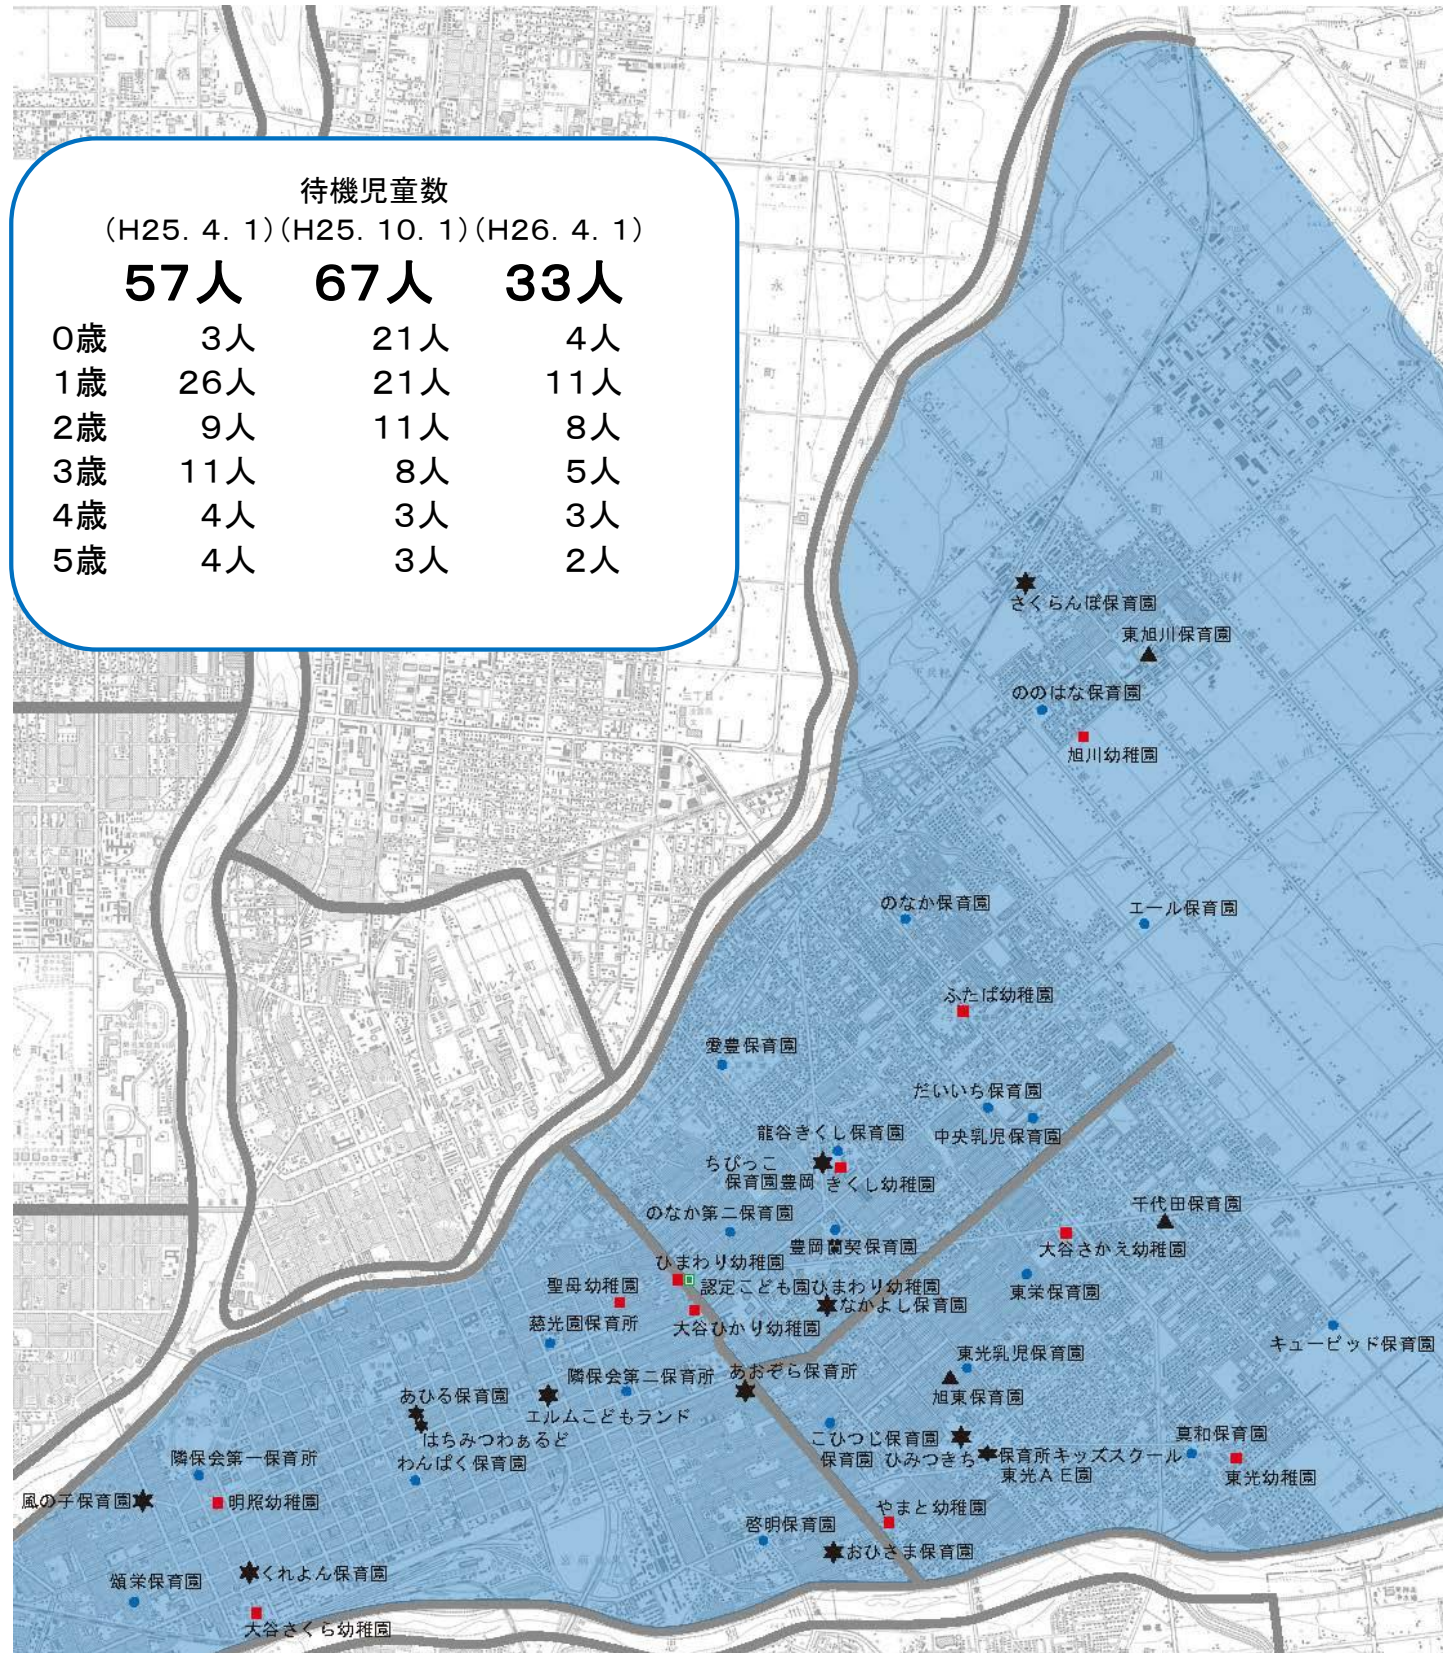 待機児童数
（H25．4．1）（H25．10．1）（H26．4．1）
57人　67人　33人
0歳　3人　21人　4人
1歳　26人　21人　11人
2歳　9人　11人　8人
3歳　11人　8人　5人
4歳　4人　3人　3人
5歳　4人　3人　2人
永
山
町
東
旭
川
町
さくらんぼ保育園
東旭川保育園
ののはな保育園
旭川幼稚園
のなか保育園
エール保育園
ふたば幼稚園
愛豊保育園
だいいち保育園
中央乳児保育園
龍谷きくし保育園
ちびっこ
保育園豊岡
きくし幼稚園
千代田保育園
のなか第二保育園
豊岡蘭契保育園
大谷さかえ幼稚園
ひまわり幼稚園
認定こども園ひまわり幼稚園
聖母幼稚園
なかよし保育園
東栄保育園
慈光園保育所
大谷ひかり幼稚園
キューピッド保育園
東光乳児保育園
隣保会第二保育所
あおぞら保育所
旭東保育園
あひる保育園
エルムこどもランド
はちみつわぁるど
こひつじ保育園
真和保育園
わんぱく保育園
保育園 ひみつきち
保育所キッズスクール
東光ＡＥ園
隣保会第一保育所
東光幼稚園
風の子保育園
明照幼稚園
やまと幼稚園
啓明保育園
おひさま保育園
くれよん保育園
頌栄保育園
大谷さくら幼稚園